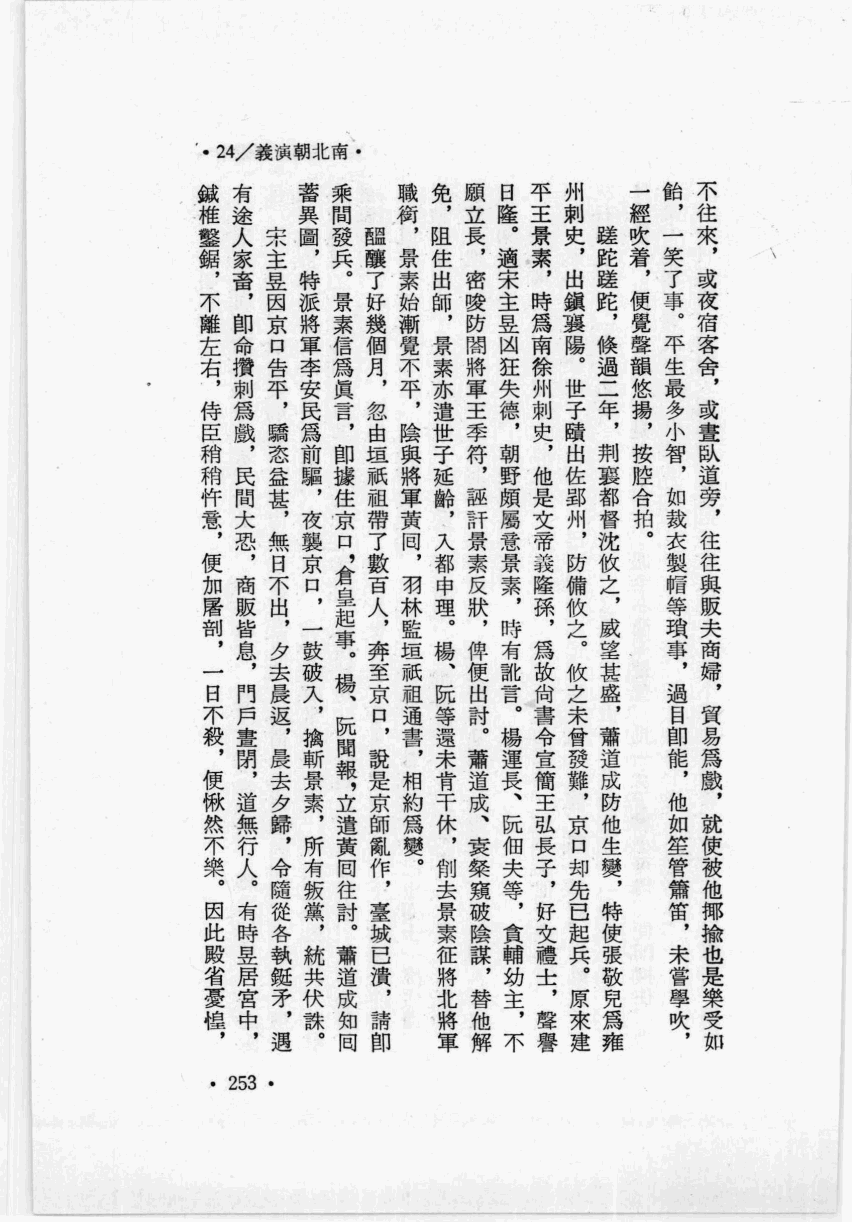 ·24／義演朝北南·
不往來，或夜宿客舍，或晝臥道旁，往往與販夫商婦，貿易爲戲，就使被他揶揄也是樂受如
飴，一笑了事。平生最多小智，如裁衣製帽等瑣事，過目卽能，他如笙管簫笛，未嘗學吹，
一經吹着，便覺聲韻悠揚，按腔合拍。
蹉跎蹉跎，倏過二年，荆襄都督沈攸之，威望甚盛，蕭道成防他生變，特使張敬兒爲雍
州刺史，出鎭襄陽。世子賾出佐郢州，防備攸之。攸之未曾發難，京口却先已起兵。原來建
平王景素，時爲南徐州刺史，他是文帝義隆孫，爲故尙書令宣簡王弘長子，好文禮士，聲譽
日隆。適宋主昱凶狂失德，朝野頗屬意景素，時有訛言。楊運長、阮佃夫等，貪輔幼主，不
願立長，密唆防閤將軍王季符，誣訐景素反狀，俾便出討。蕭道成、袁粲窺破陰謀，替他解
免，阻住出師，景素亦遣世子延齡，入都申理。楊、阮等還未肯干休，削去景素征將北將軍
職銜，景素始漸覺不平，陰與將軍黃回，羽林監垣祇祖通書，相約爲變。
醞釀了好幾個月，忽由垣祇祖帶了數百人，奔至京口，說是京師亂作，臺城已潰，請卽
乘間發兵。景素信爲眞言，卽據住京口，倉皇起事。楊、阮聞報，立遣黃回往討。蕭道成知回
蓄異圖，特派將軍李安民爲前驅，夜襲京口，一鼓破入，擒斬景素，所有叛黨，統共伏誅。
宋主昱因京口告平，驕恣益甚，無日不出，夕去晨返，晨去夕歸，令隨從各執鋋矛，遇
有途人家畜，卽命攢刺爲戲，民間大恐，商販皆息，門戶晝閉，道無行人。有時昱居宮中，
鍼椎鑿鋸，不離左右，侍臣稍稍忤意，便加屠剖，一日不殺，便愀然不樂。因此殿省憂惶，
·253·